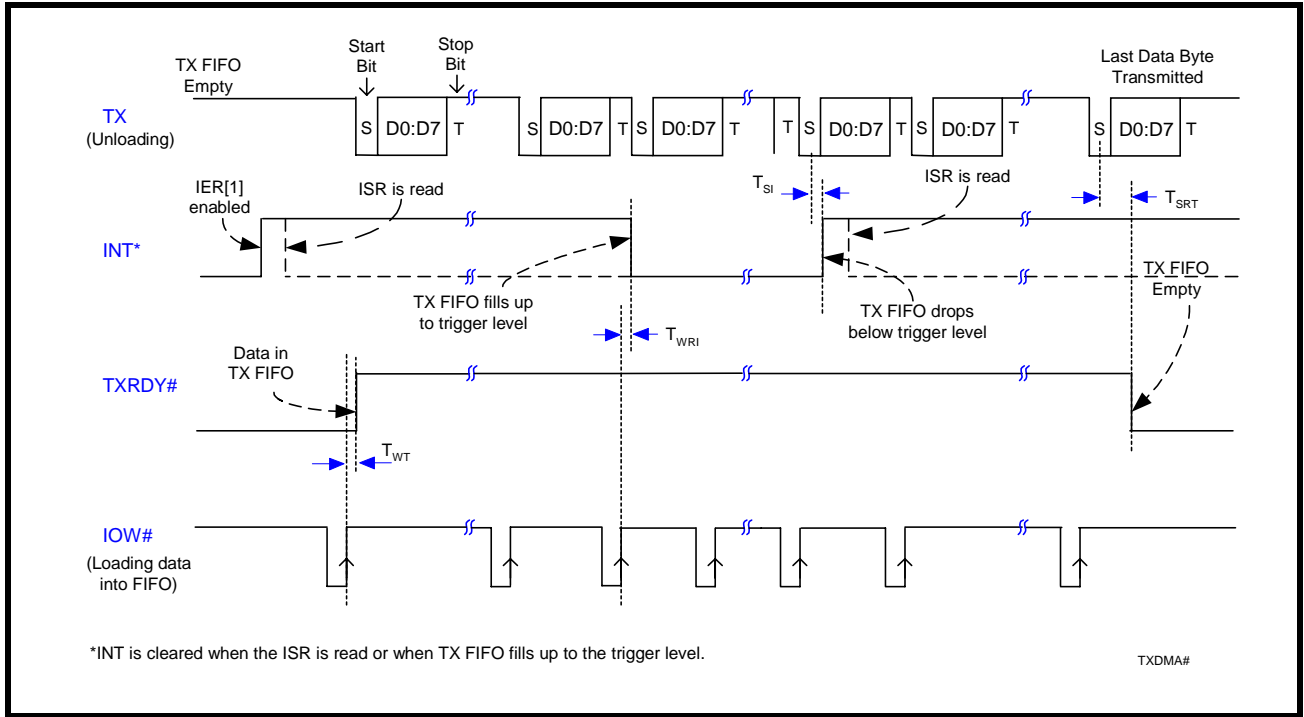 Start
Bit
Stop
Bit
TX FIFO
Empty
Last Data Byte
Transmitted
TX
(Unloading)
S D0:D7 T
S D0:D7 T S D0:D7 T
T S D0:D7 T S D0:D7 T
S D0:D7 T
IER[1]
enabled
ISR is read
TSI
ISR is read
TSRT
INT*
TX FIFO fills up
to trigger level
TX FIFO drops
below trigger level
TX FIFO
Empty
TWRI
Data in
TX FIFO
TXRDY#
TWT
IOW#
(Loading data
into FIFO)
*INT is cleared when the ISR is read or when TX FIFO fills up to the trigger level.
TXDMA#